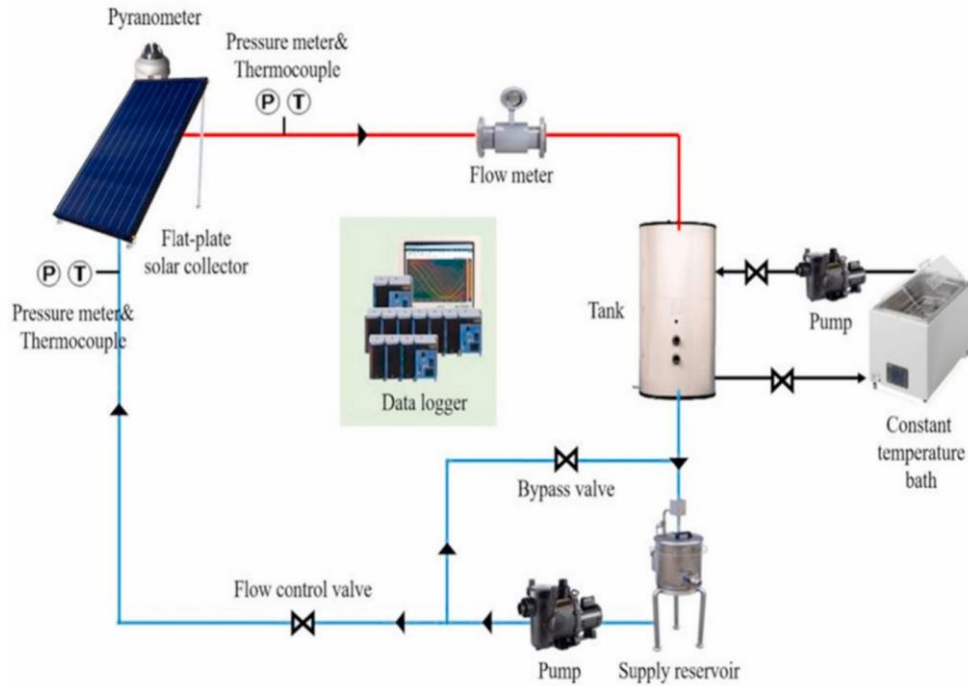 Pyranometer
Pressure meter&
Thermocouple
P T
Flow meter
Flat-plate
solar collector
P T
Pressure meter&
Thermocouple
Tank
Pump
Data logger
Constant
temperature
bath
Bypass valve
Flow control valve
Pump
Supply reservoir